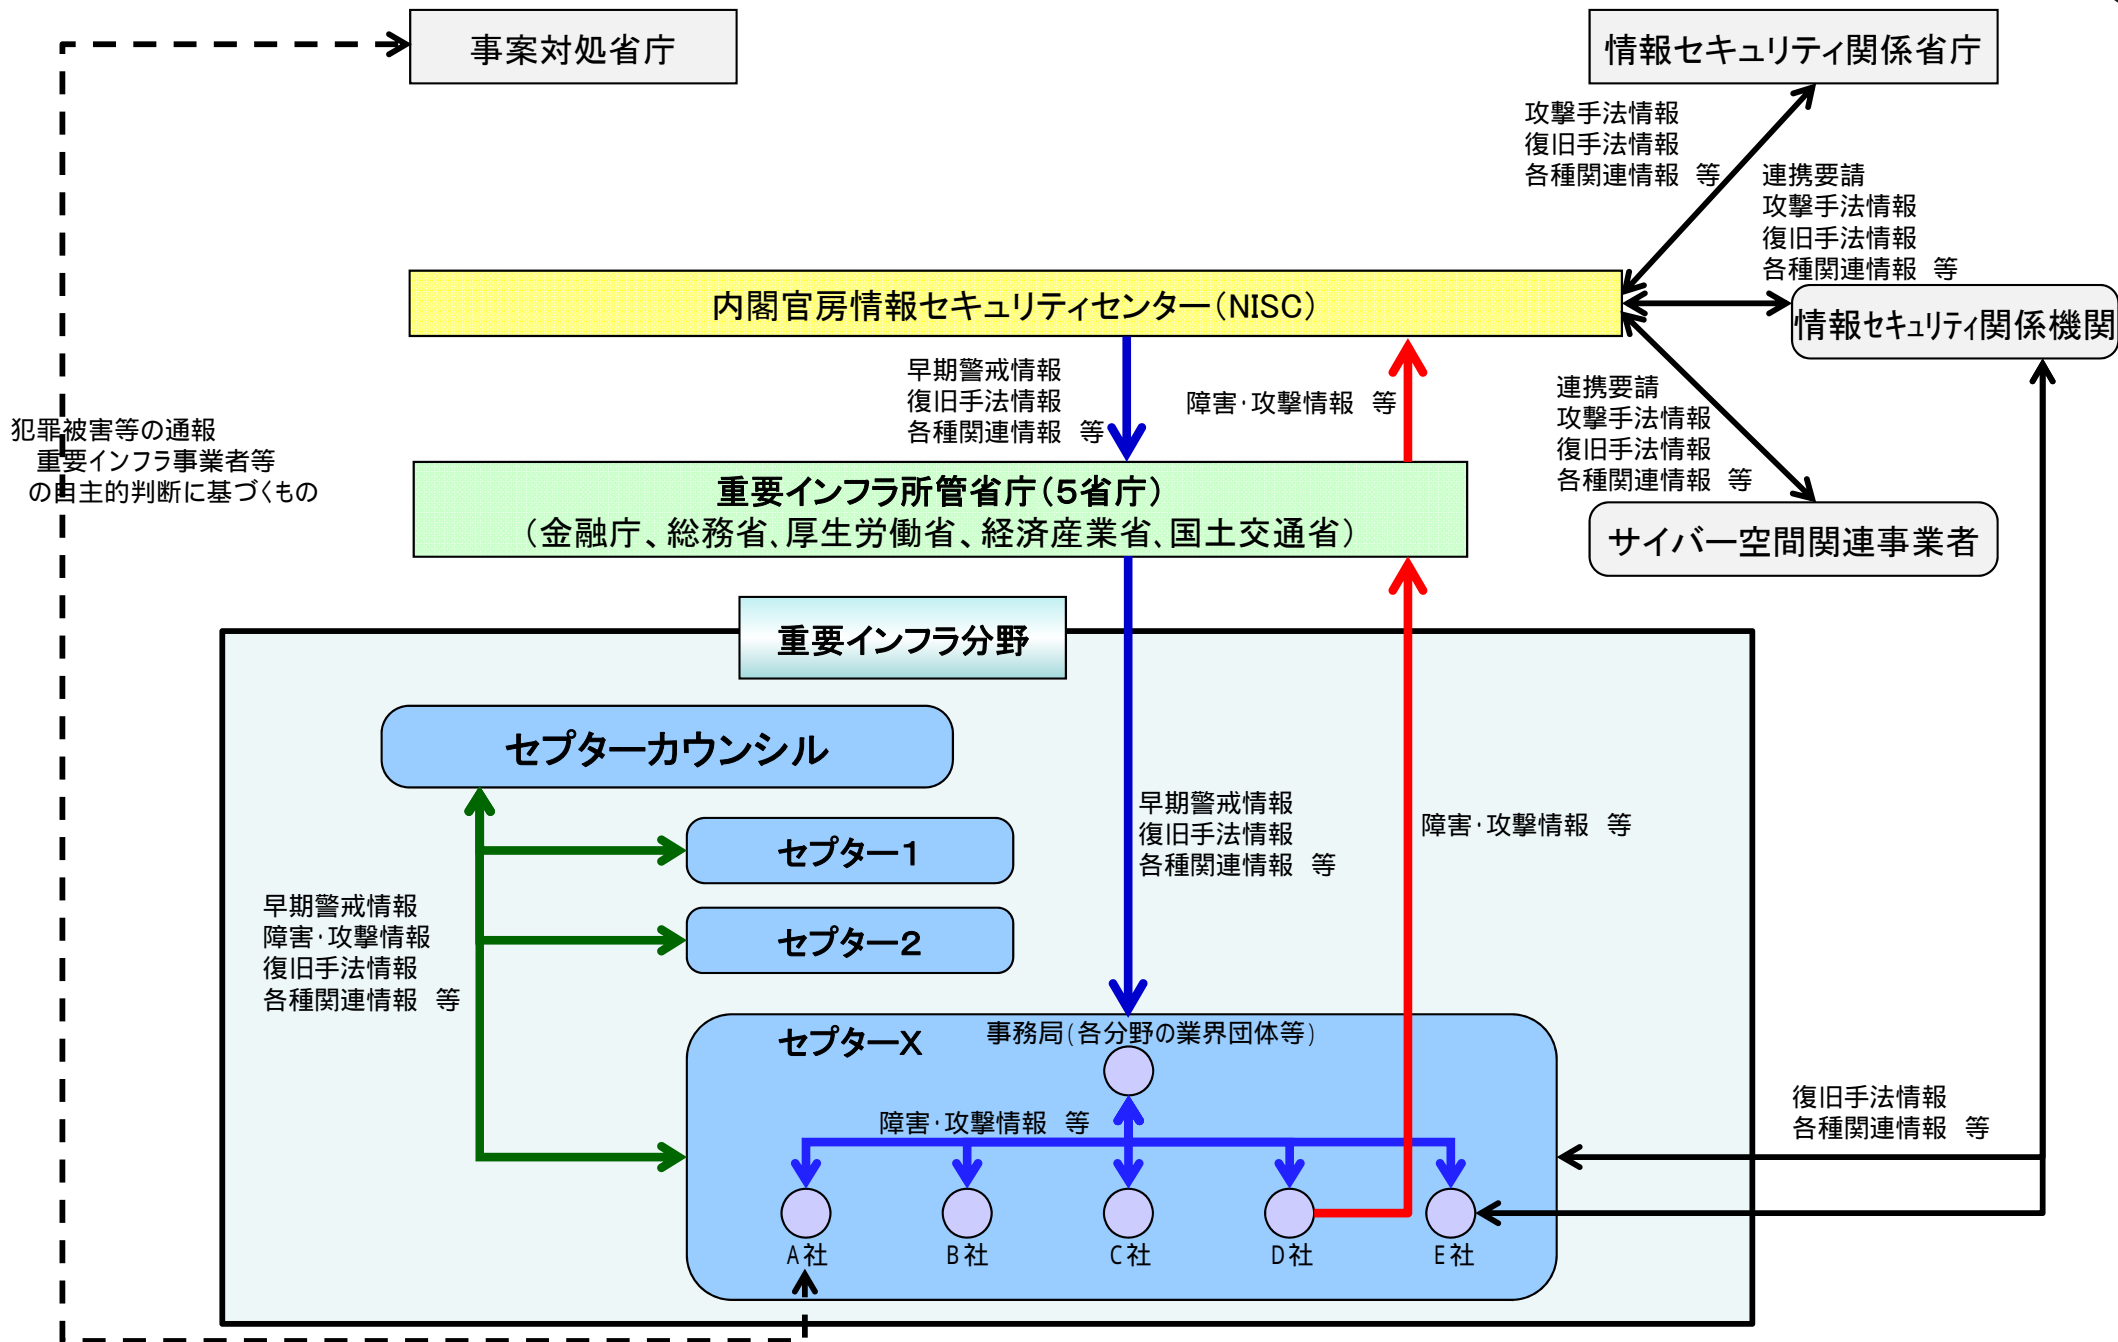 事案対処省庁
情報セキュリティ関係省庁
攻撃手法情報
復旧手法情報
各種関連情報 等
連携要請
攻撃手法情報
復旧手法情報
各種関連情報 等
内閣官房情報セキュリティセンター(NISC)
情報セキュリティ関係機関
早期警戒情報
復旧手法情報
各種関連情報 等
障害・攻撃情報 等
連携要請
攻撃手法情報
復旧手法情報
各種関連情報 等
犯罪被害等の通報
重要インフラ事業者等
の自主的判断に基づくもの
重要インフラ所管省庁(5省庁)
(金融庁、総務省、厚生労働省、経済産業省、国土交通省)
サイバー空間関連事業者
重要インフラ分野
セプターカウンシル
早期警戒情報
復旧手法情報
各種関連情報 等
障害・攻撃情報 等
セプター1
セプター2
早期警戒情報
障害・攻撃情報
復旧手法情報
各種関連情報 等
セプターX
事務局(各分野の業界団体等)
障害・攻撃情報 等
復旧手法情報
各種関連情報 等
A社
B社
C社
D社
E社